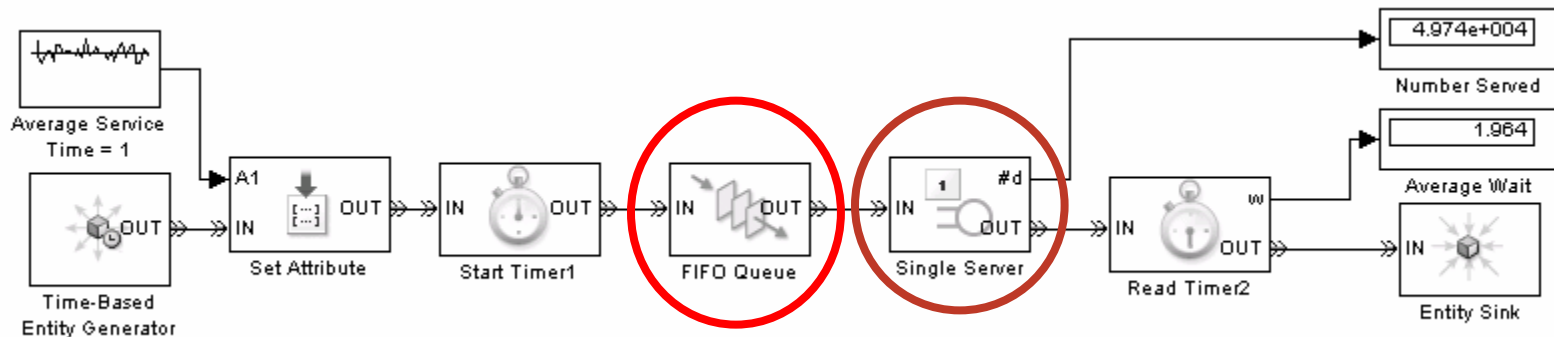 4.974e+004
Number Served
Average Service
Time = 1
1.964
Average Wait
A1
IN
OUT
Set Attribute
OUT
Time-Based
Entity Generator
IN
OUT
Start Timer1
IN
OUT
FIFO Queue
1
#d
IN
OUT
Single Server
IN
w
OUT
Read Timer2
IN
Entity Sink